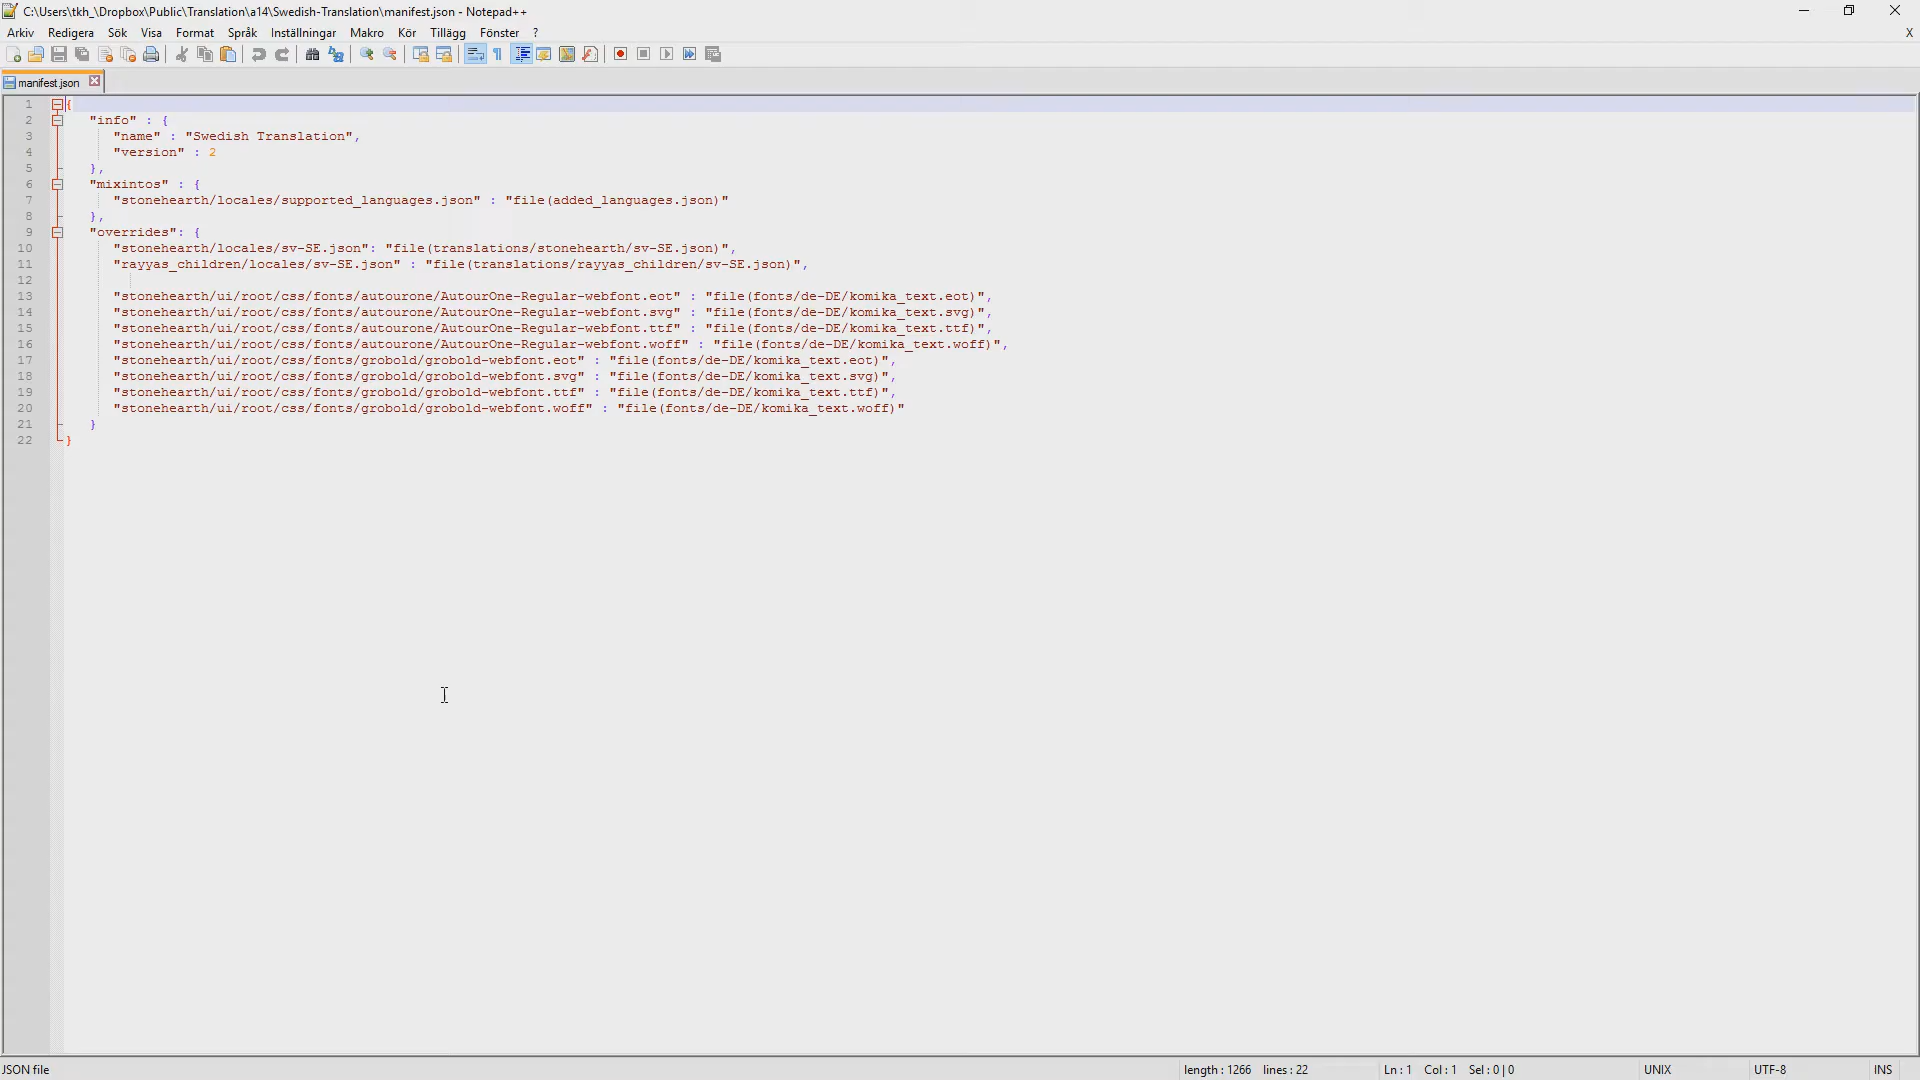 C:\Users\tkh_\Dropbox\Public\Translation\a14\Swedish-Translation\manifest.json - Notepad++
Arkiv Redigera Sök Visa Format Språk Inställningar Makro Kör Tillägg Fönster ? X
manifest.json
1 {
2 "info" : {
3 "name" : "Swedish Translation",
4 "version" : 2
5 },
6 "mixintos" : {
7 "stonehearth/locales/supported_languages.json" : "file(added_languages.json)"
8 },
9 "overrides": {
10 "stonehearth/locales/sv-SE.json": "file(translations/stonehearth/sv-SE.json)",
11 "rayyas_children/locales/sv-SE.json" : "file(translations/rayyas_children/sv-SE.json)",
12
13 "stonehearth/ui/root/css/fonts/autourone/AutourOne-Regular-webfont.eot" : "file(fonts/de-DE/komika_text.eot)",
14 "stonehearth/ui/root/css/fonts/autourone/AutourOne-Regular-webfont.svg" : "file(fonts/de-DE/komika_text.svg)",
15 "stonehearth/ui/root/css/fonts/autourone/AutourOne-Regular-webfont.ttf" : "file(fonts/de-DE/komika_text.ttf)",
16 "stonehearth/ui/root/css/fonts/autourone/AutourOne-Regular-webfont.woff" : "file(fonts/de-DE/komika_text.woff)",
17 "stonehearth/ui/root/css/fonts/grobold/grobold-webfont.eot" : "file(fonts/de-DE/komika_text.eot)",
18 "stonehearth/ui/root/css/fonts/grobold/grobold-webfont.svg" : "file(fonts/de-DE/komika_text.svg)",
19 "stonehearth/ui/root/css/fonts/grobold/grobold-webfont.ttf" : "file(fonts/de-DE/komika_text.ttf)",
20 "stonehearth/ui/root/css/fonts/grobold/grobold-webfont.woff" : "file(fonts/de-DE/komika_text.woff)"
21 }
22 }
JSON file length : 1266 lines : 22 Ln : 1 Col : 1 Sel : 0 | 0 UNIX UTF-8 INS